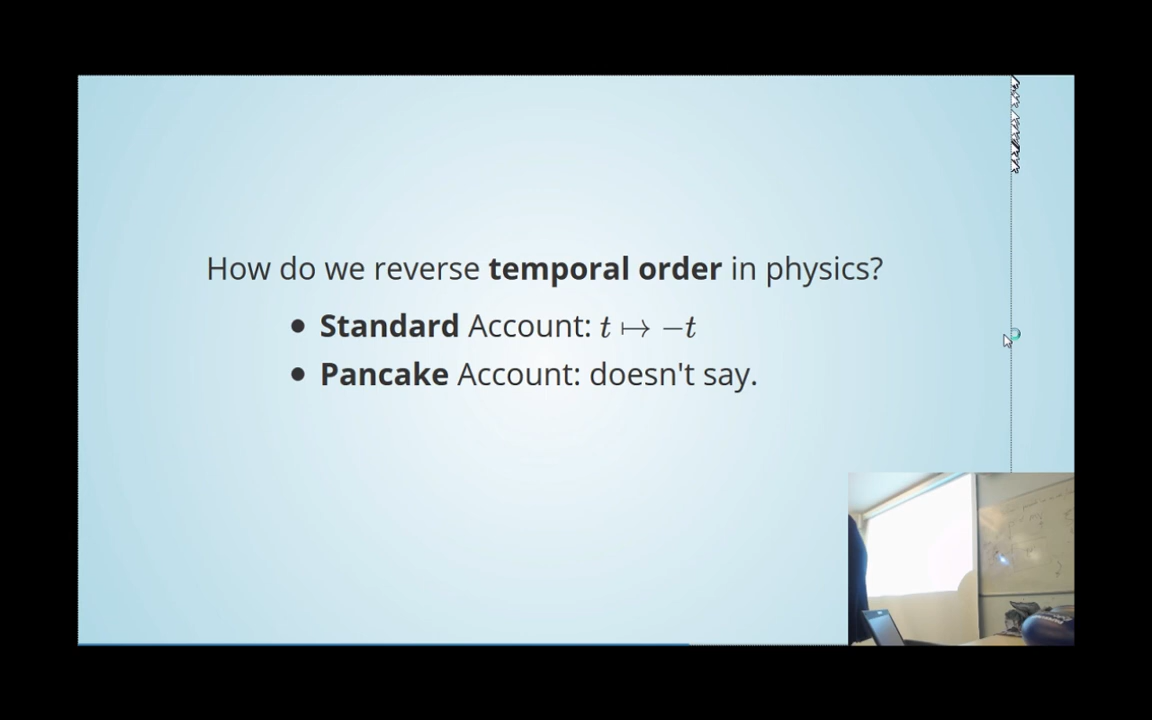 How do we reverse temporal order in physics?
• Standard Account: t ↦ −t
• Pancake Account: doesn't say.